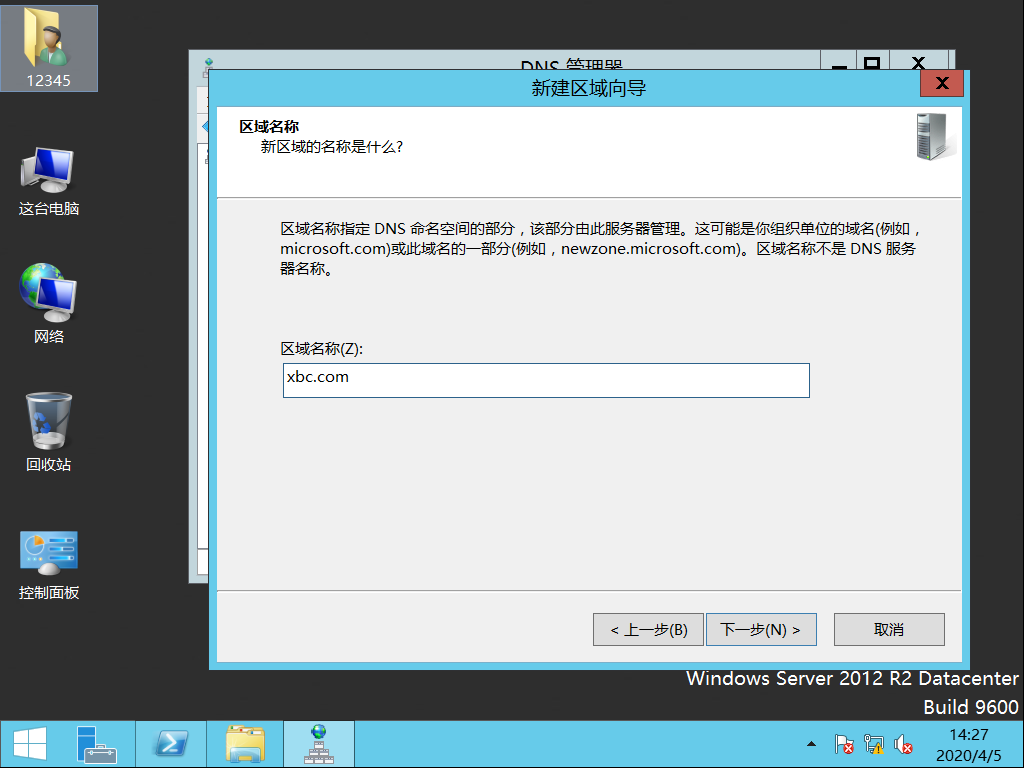 12345
这台电脑
网络
回收站
控制面板
DNS 管理器
新建区域向导
区域名称
新区域的名称是什么?
区域名称指定 DNS 命名空间的部分，该部分由此服务器管理。这可能是你组织单位的域名(例如，
microsoft.com)或此域名的一部分(例如，newzone.microsoft.com)。区域名称不是 DNS 服务
器名称。
区域名称(Z):
xbc.com
< 上一步(B)
下一步(N) >
取消
Windows Server 2012 R2 Datacenter
Build 9600
14:27
2020/4/5